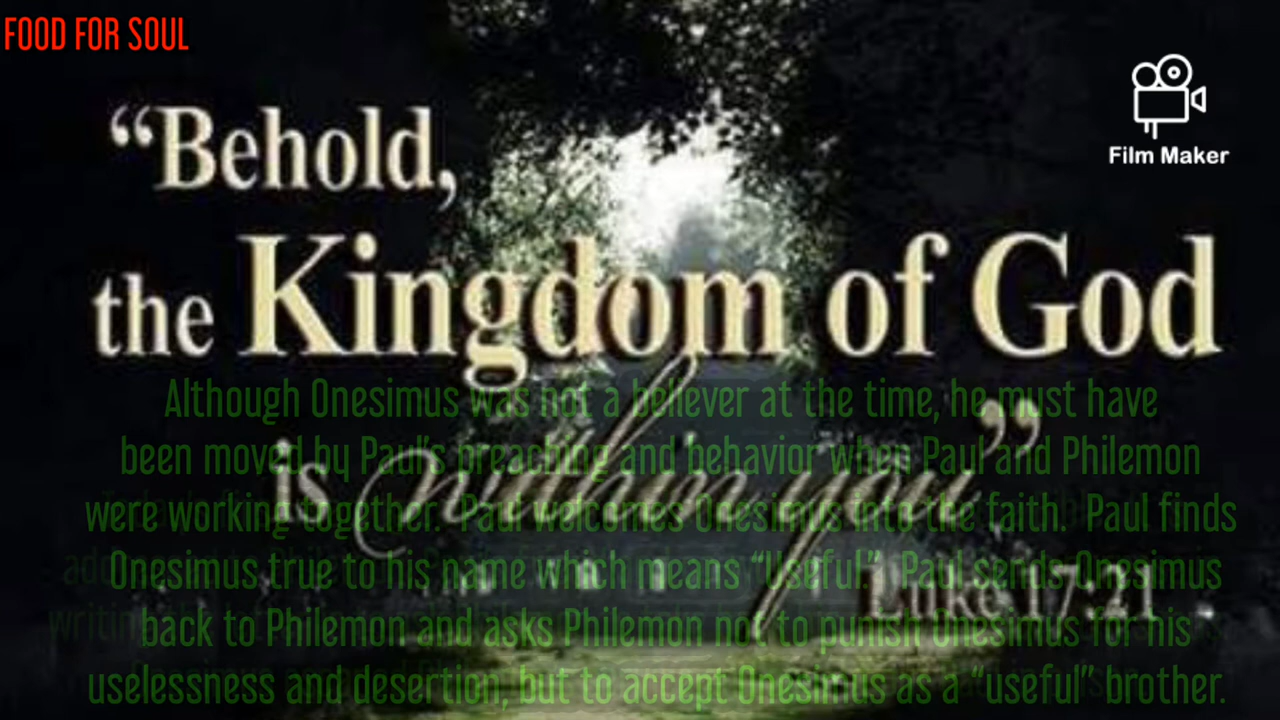 FOOD FOR SOUL
Film Maker
“Behold,
the Kingdom of God
is within you”
Luke 17:21
Although Onesimus was not a believer at the time, he must have
been moved by Paul's preaching and behavior when Paul and Philemon
were working together. Paul welcomes Onesimus into the faith. Paul finds
Onesimus true to his name which means “Useful”. Paul sends Onesimus
back to Philemon and asks Philemon not to punish Onesimus for his
uselessness and desertion, but to accept Onesimus as a “useful” brother.